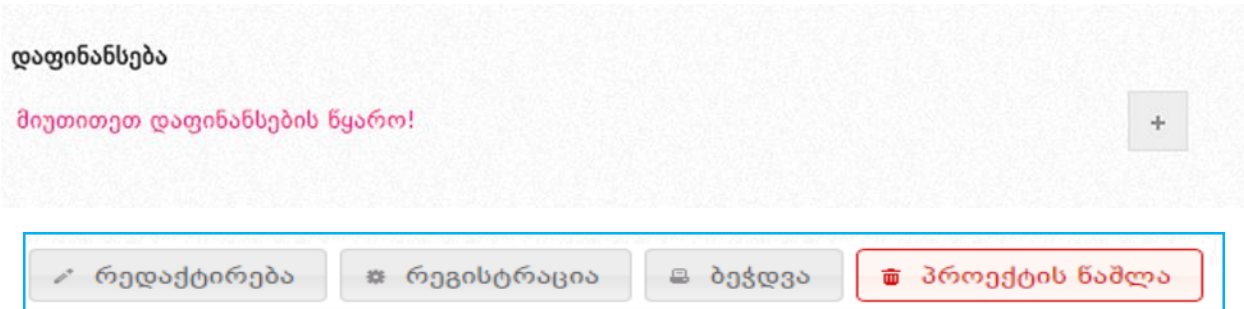 დაფინანსება
მიუთითეთ დაფინანსების წყარო!
+
რედაქტირება რეგისტრაცია ბეჭდვა პროექტის წაშლა